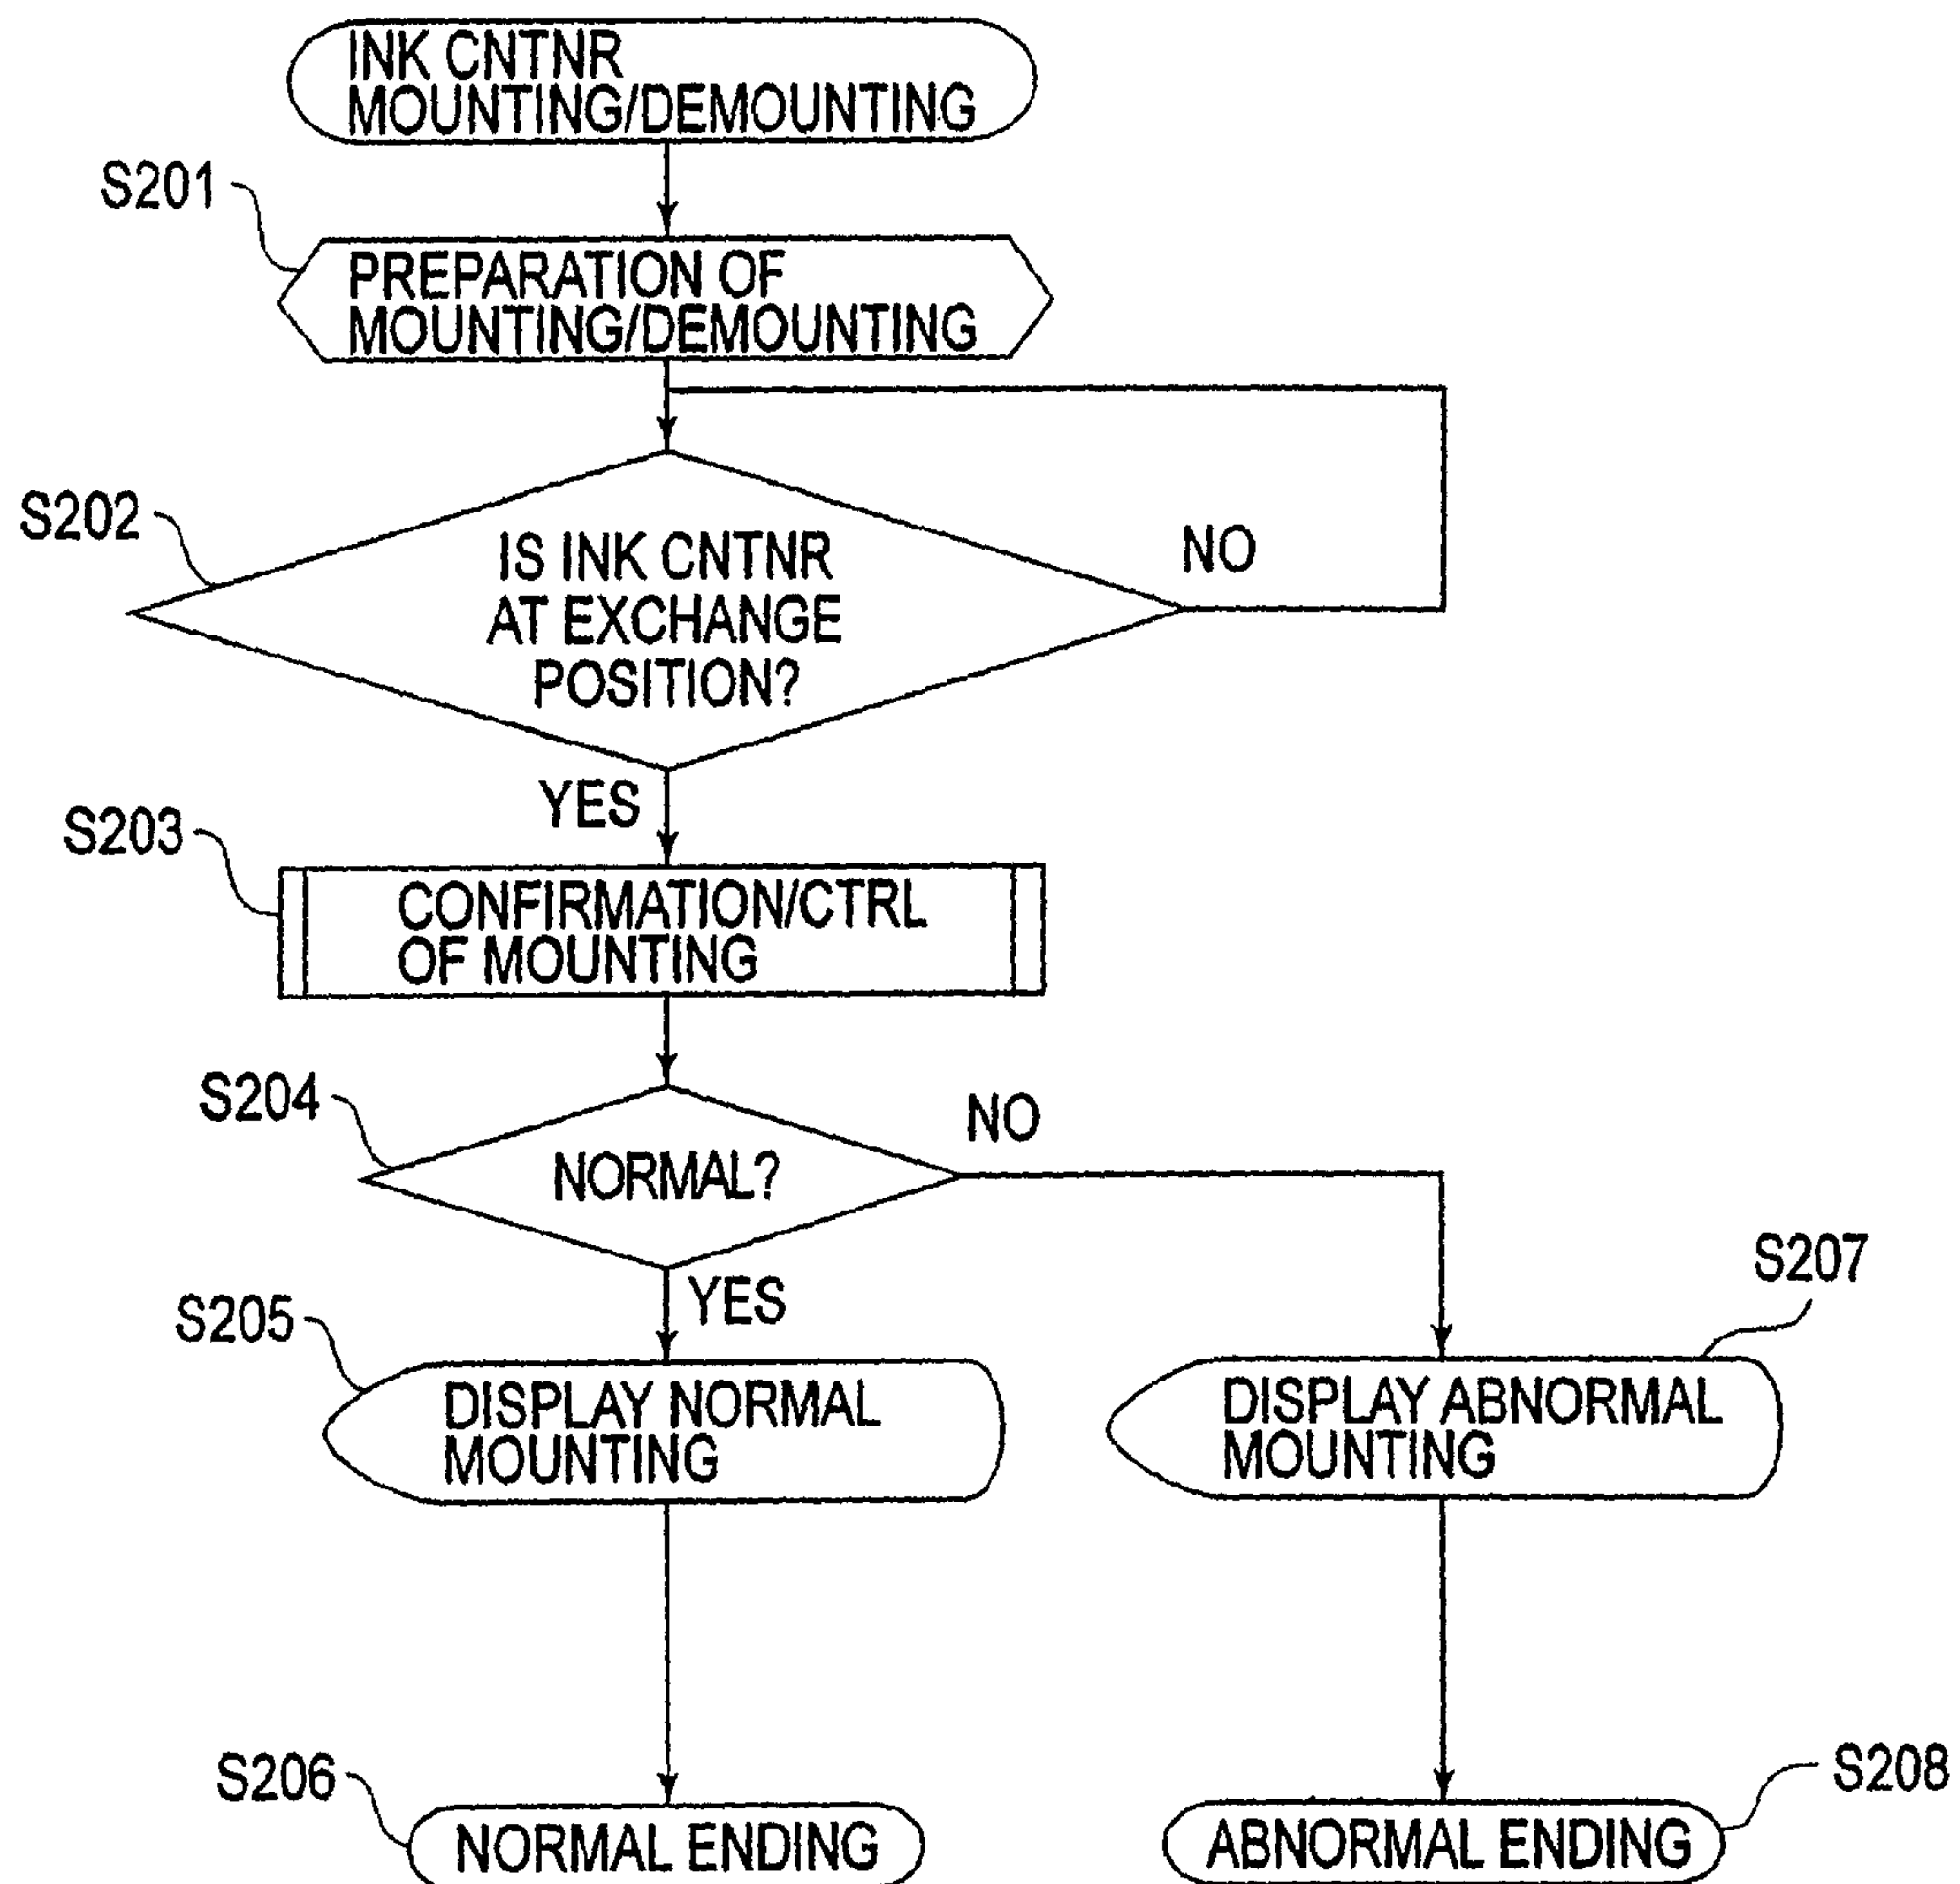 INK CNTNR
MOUNTING/DEMOUNTING
S201
PREPARATION OF
MOUNTING/DEMOUNTING
S202
IS INK CNTNR
AT EXCHANGE
POSITION?
NO
YES
S203
CONFIRMATION/CTRL
OF MOUNTING
S204
NORMAL?
NO
YES
S205
DISPLAY NORMAL
MOUNTING
S207
DISPLAY ABNORMAL
MOUNTING
S206
NORMAL ENDING
S208
ABNORMAL ENDING